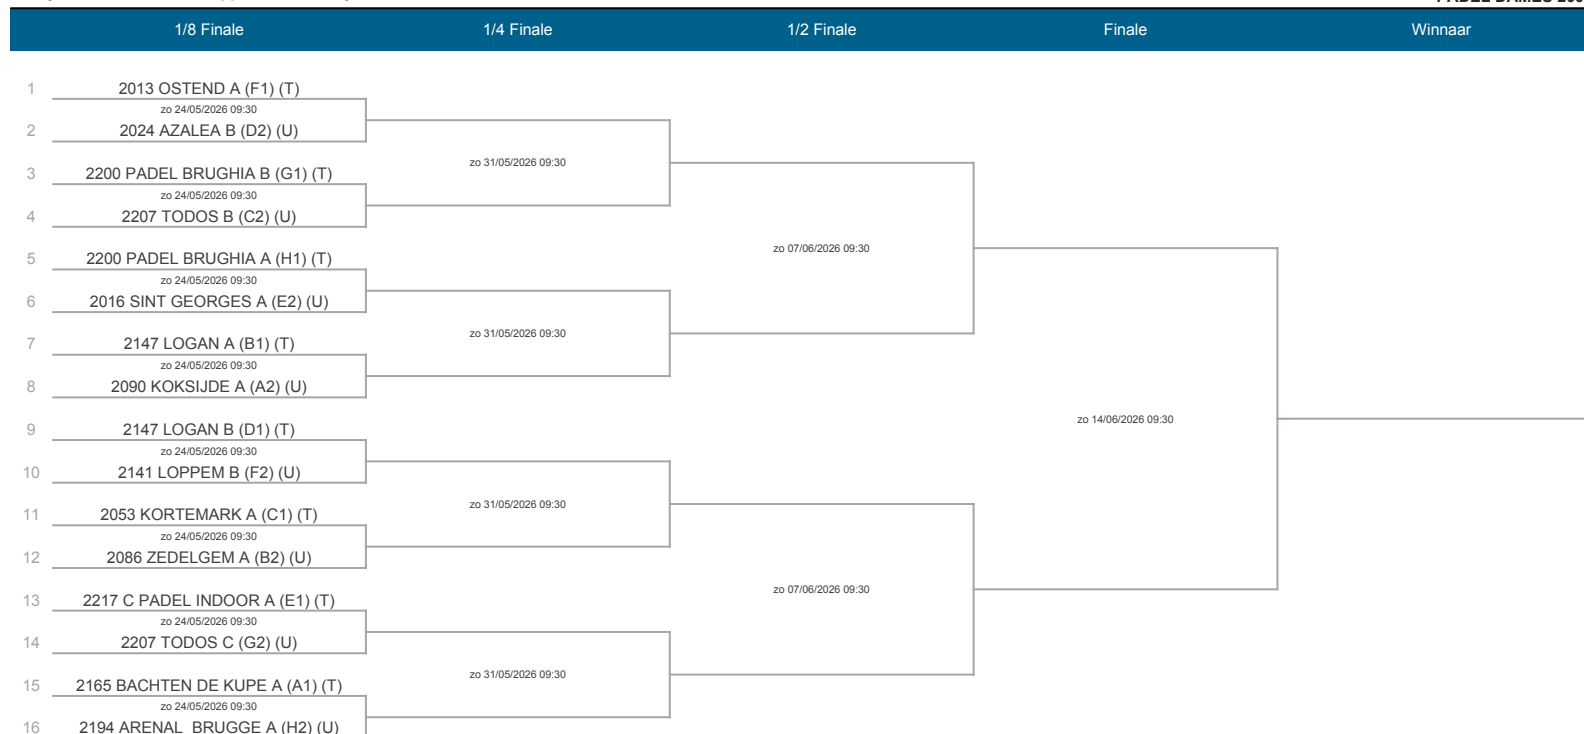 1/8 Finale 1/4 Finale 1/2 Finale Finale Winnaar
1 2013 OSTEND A (F1) (T)
zo 24/05/2026 09:30
2 2024 AZALEA B (D2) (U)
zo 31/05/2026 09:30
3 2200 PADEL BRUGHIA B (G1) (T)
zo 24/05/2026 09:30
4 2207 TODOS B (C2) (U)
zo 07/06/2026 09:30
5 2200 PADEL BRUGHIA A (H1) (T)
zo 24/05/2026 09:30
6 2016 SINT GEORGES A (E2) (U)
zo 31/05/2026 09:30
7 2147 LOGAN A (B1) (T)
zo 24/05/2026 09:30
8 2090 KOKSIJDE A (A2) (U)
zo 14/06/2026 09:30
9 2147 LOGAN B (D1) (T)
zo 24/05/2026 09:30
10 2141 LOPPEM B (F2) (U)
zo 31/05/2026 09:30
11 2053 KORTEMARK A (C1) (T)
zo 24/05/2026 09:30
12 2086 ZEDELGEM A (B2) (U)
zo 07/06/2026 09:30
13 2217 C PADEL INDOOR A (E1) (T)
zo 24/05/2026 09:30
14 2207 TODOS C (G2) (U)
zo 31/05/2026 09:30
15 2165 BACHTEN DE KUPE A (A1) (T)
zo 24/05/2026 09:30
16 2194 ARENAL BRUGGE A (H2) (U)